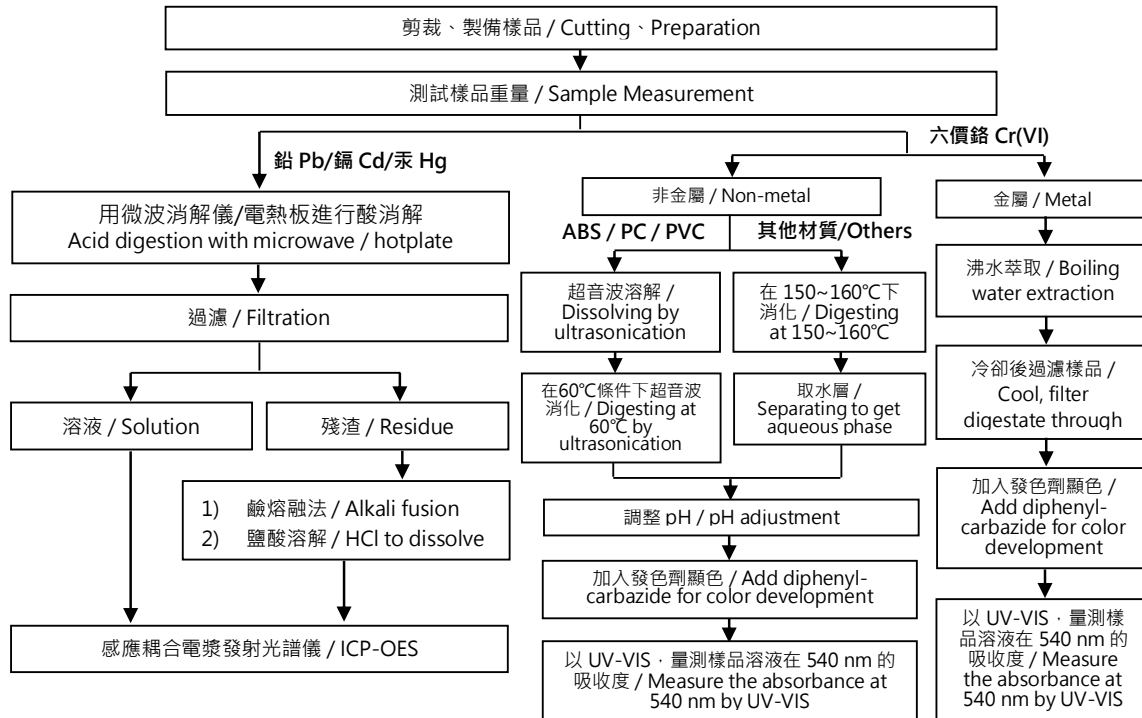 剪裁、製備樣品 / Cutting、Preparation
測試樣品重量 / Sample Measurement
鉛 Pb/鎘 Cd/汞 Hg
六價鉻 Cr(VI)
用微波消解儀/電熱板進行酸消解
Acid digestion with microwave / hotplate
過濾 / Filtration
溶液 / Solution
殘渣 / Residue
1) 鹼熔融法 / Alkali fusion
2) 鹽酸溶解 / HCl to dissolve
感應耦合電漿發射光譜儀 / ICP-OES
非金屬 / Non-metal
ABS / PC / PVC
其他材質/Others
超音波溶解 /
Dissolving by
ultrasonication
在60℃條件下超音波
消化 / Digesting at
60℃ by
ultrasonication
在 150~160℃下
消化 / Digesting
at 150~160℃
取水層 /
Separating to get
aqueous phase
調整 pH / pH adjustment
加入發色劑顯色 / Add diphenyl-
carbazide for color development
以 UV-VIS，量測樣品溶液在 540 nm 的
吸收度 / Measure the absorbance at
540 nm by UV-VIS
金屬 / Metal
沸水萃取 / Boiling
water extraction
冷卻後過濾樣品 /
Cool, filter
digestate through
加入發色劑顯色 /
Add diphenyl-
carbazide for color
development
以 UV-VIS，量測樣
品溶液在 540 nm 的
吸收度 / Measure
the absorbance at
540 nm by UV-VIS